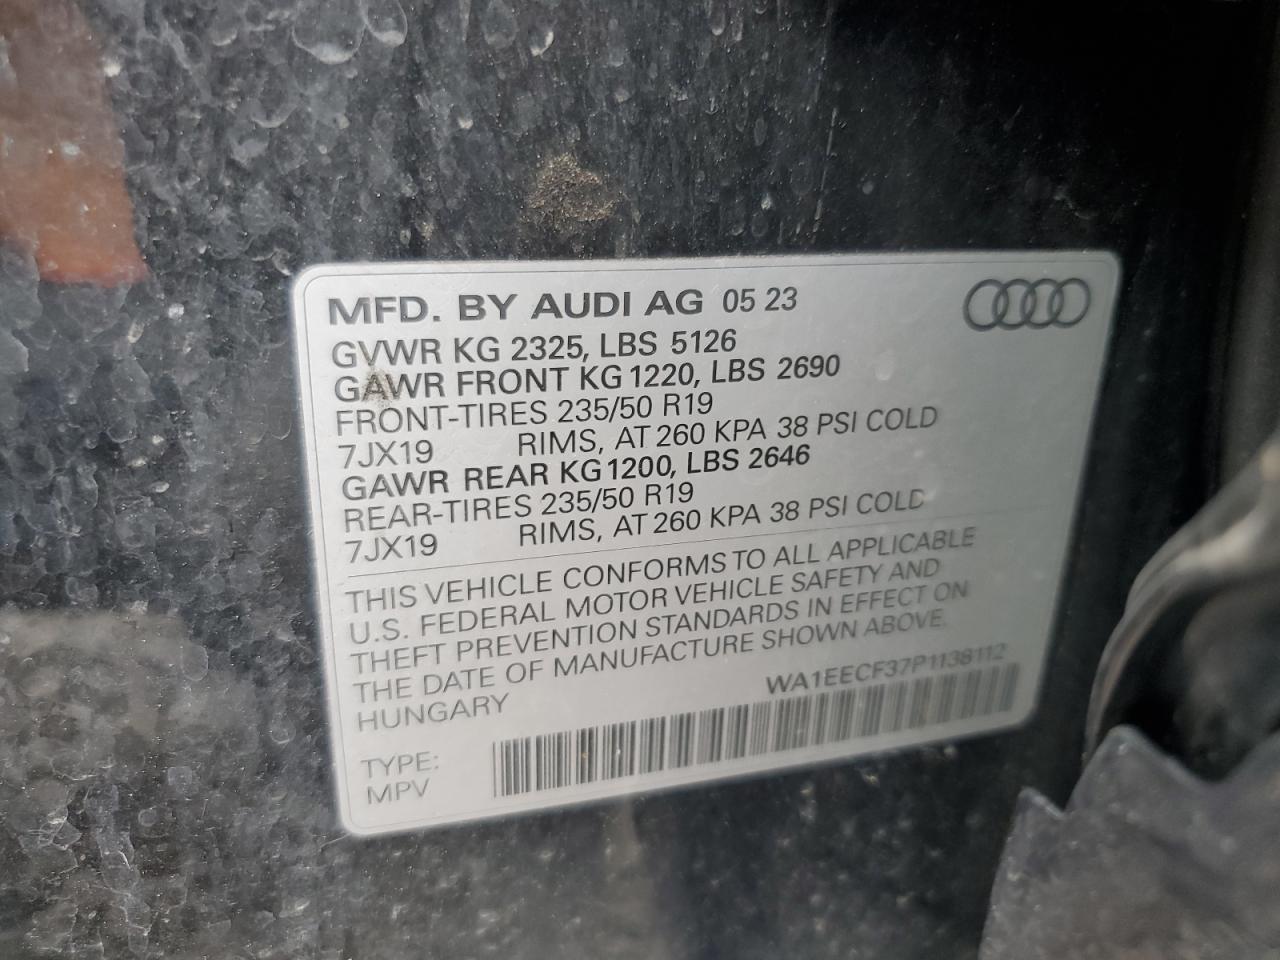 MFD. BY AUDI AG 05 23
GVWR KG 2325, LBS 5126
GAWR FRONT KG 1220, LBS 2690
FRONT-TIRES 235/50 R19
7JX19 RIMS, AT 260 KPA 38 PSI COLD
GAWR REAR KG 1200, LBS 2646
REAR-TIRES 235/50 R19
7JX19 RIMS, AT 260 KPA 38 PSI COLD
THIS VEHICLE CONFORMS TO ALL APPLICABLE
U.S. FEDERAL MOTOR VEHICLE SAFETY AND
THEFT PREVENTION STANDARDS IN EFFECT ON
THE DATE OF MANUFACTURE SHOWN ABOVE.
HUNGARY WA1EECF37P1138112
TYPE:
MPV